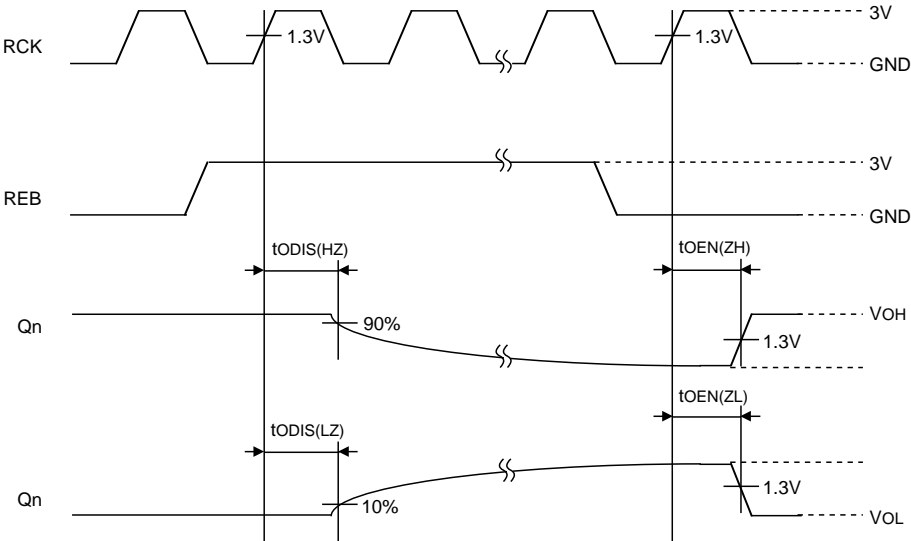 3V
RCK
1.3V
1.3V
GND
3V
REB
GND
tODIS(HZ)
tOEN(ZH)
Qn
90%
VOH
1.3V
tOEN(ZL)
tODIS(LZ)
Qn
10%
1.3V
VOL